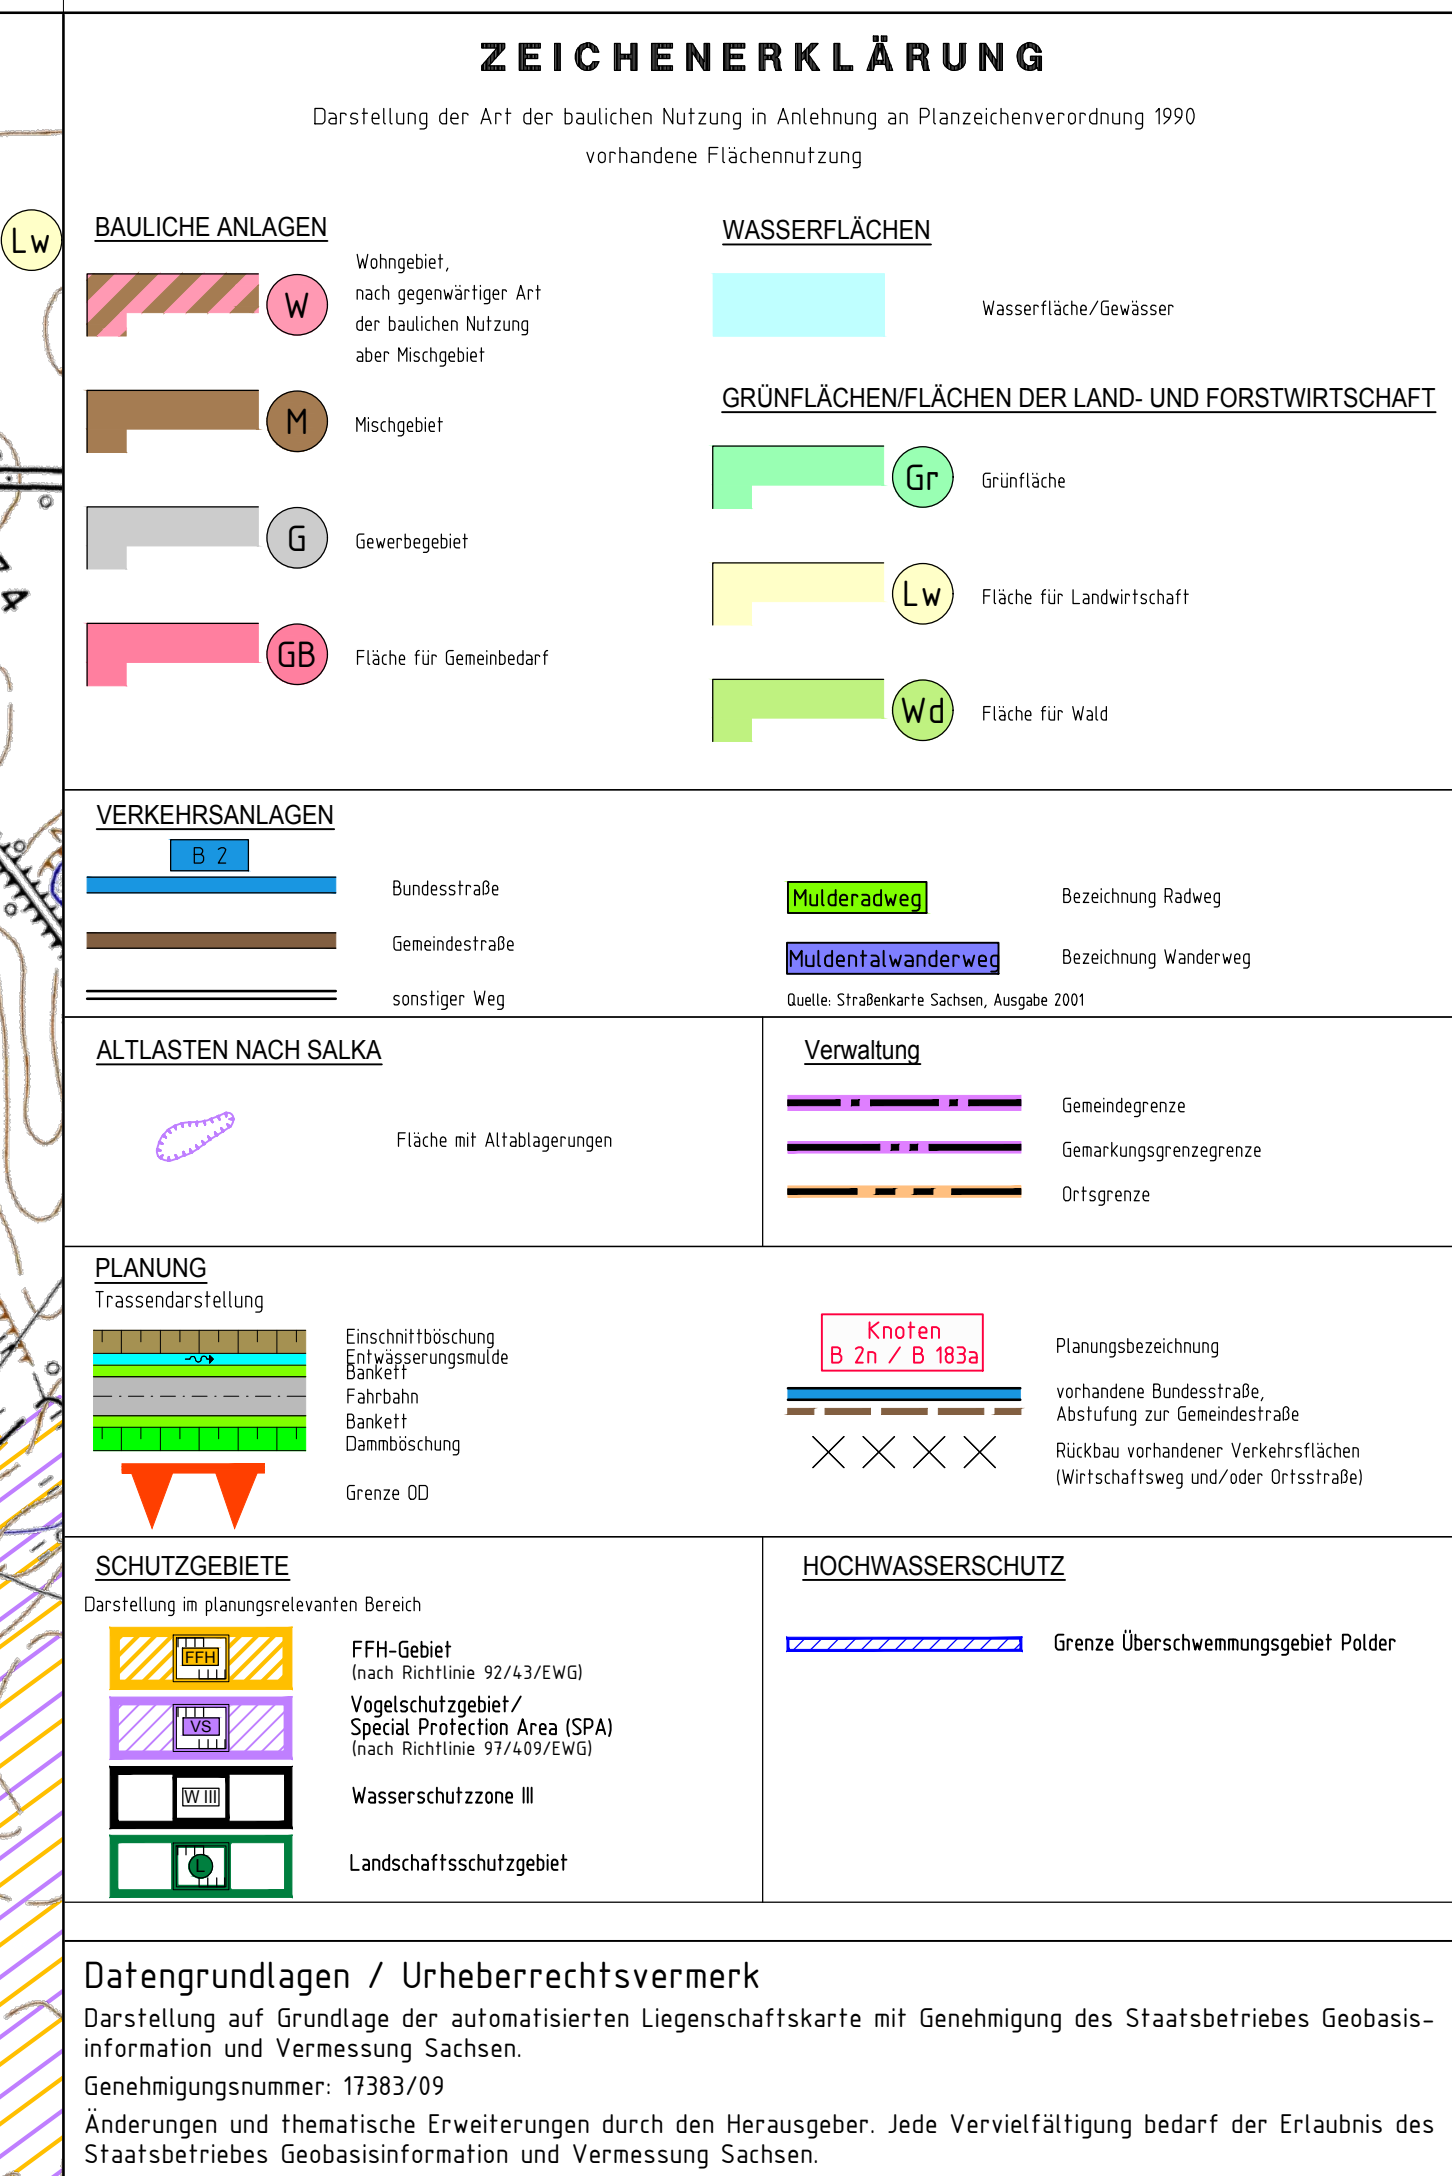 ZEICHENERKLÄRUNG
Darstellung der Art der baulichen Nutzung in Anlehnung an Planzeichenverordnung 1990
vorhandene Flächennutzung
Lw
BAULICHE ANLAGEN
W
Wohngebiet,
nach gegenwärtiger Art
der baulichen Nutzung
aber Mischgebiet
M
Mischgebiet
G
Gewerbegebiet
GB
Fläche für Gemeinbedarf
WASSERFLÄCHEN
Wasserfläche/Gewässer
GRÜNFLÄCHEN/FLÄCHEN DER LAND- UND FORSTWIRTSCHAFT
Gr
Grünfläche
Lw
Fläche für Landwirtschaft
Wd
Fläche für Wald
VERKEHRSANLAGEN
B 2
Bundesstraße
Gemeindestraße
sonstiger Weg
Mulderadweg
Bezeichnung Radweg
Muldentalwanderweg
Bezeichnung Wanderweg
Quelle: Straßenkarte Sachsen, Ausgabe 2001
ALTLASTEN NACH SALKA
Fläche mit Altablagerungen
Verwaltung
Gemeindegrenze
Gemarkungsgrenzegrenze
Ortsgrenze
PLANUNG
Trassendarstellung
Einschnittböschung
Entwässerungsmulde
Bankett
Fahrbahn
Bankett
Dammböschung
Grenze OD
Knoten
B 2n / B 183a
Planungsbezeichnung
vorhandene Bundesstraße,
Abstufung zur Gemeindestraße
Rückbau vorhandener Verkehrsflächen
(Wirtschaftsweg und/oder Ortsstraße)
SCHUTZGEBIETE
Darstellung im planungsrelevanten Bereich
FFH
FFH-Gebiet
(nach Richtlinie 92/43/EWG)
VS
Vogelschutzgebiet/
Special Protection Area (SPA)
(nach Richtlinie 97/409/EWG)
W III
Wasserschutzzone III
L
Landschaftsschutzgebiet
HOCHWASSERSCHUTZ
Grenze Überschwemmungsgebiet Polder
Datengrundlagen / Urheberrechtsvermerk
Darstellung auf Grundlage der automatisierten Liegenschaftskarte mit Genehmigung des Staatsbetriebes Geobasis-
information und Vermessung Sachsen.
Genehmigungsnummer: 17383/09
Änderungen und thematische Erweiterungen durch den Herausgeber. Jede Vervielfältigung bedarf der Erlaubnis des
Staatsbetriebes Geobasisinformation und Vermessung Sachsen.